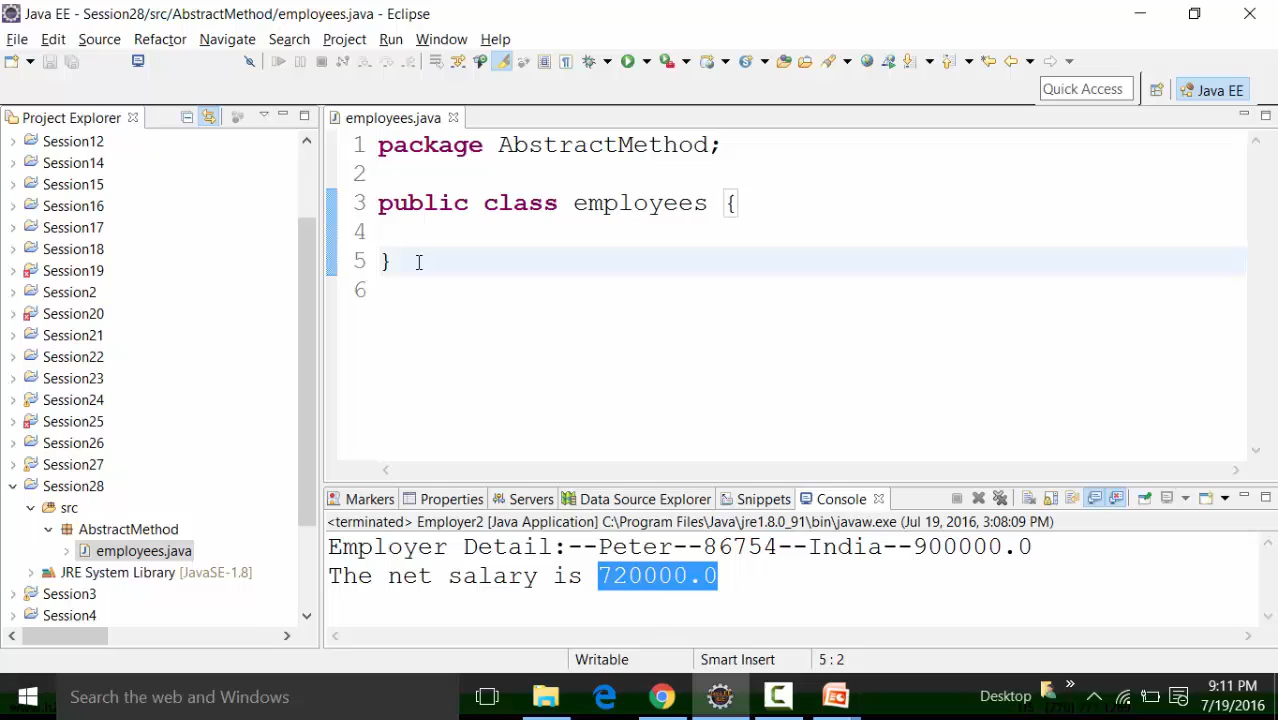 Java EE - Session28/src/AbstractMethod/employees.java - Eclipse
File Edit Source Refactor Navigate Search Project Run Window Help
Quick Access
Java EE
Project Explorer
Session12
Session14
Session15
Session16
Session17
Session18
Session19
Session2
Session20
Session21
Session22
Session23
Session24
Session25
Session26
Session27
Session28
src
AbstractMethod
employees.java
JRE System Library [JavaSE-1.8]
Session3
Session4
employees.java
1 package AbstractMethod;
2
3 public class employees {
4
5 }
6
Markers Properties Servers Data Source Explorer Snippets Console
<terminated> Employer2 [Java Application] C:\Program Files\Java\jre1.8.0_91\bin\javaw.exe (Jul 19, 2016, 3:08:09 PM)
Employer Detail:--Peter--86754--India--900000.0
The net salary is 720000.0
Writable Smart Insert 5 : 2
Search the web and Windows
Desktop
9:11 PM
7/19/2016